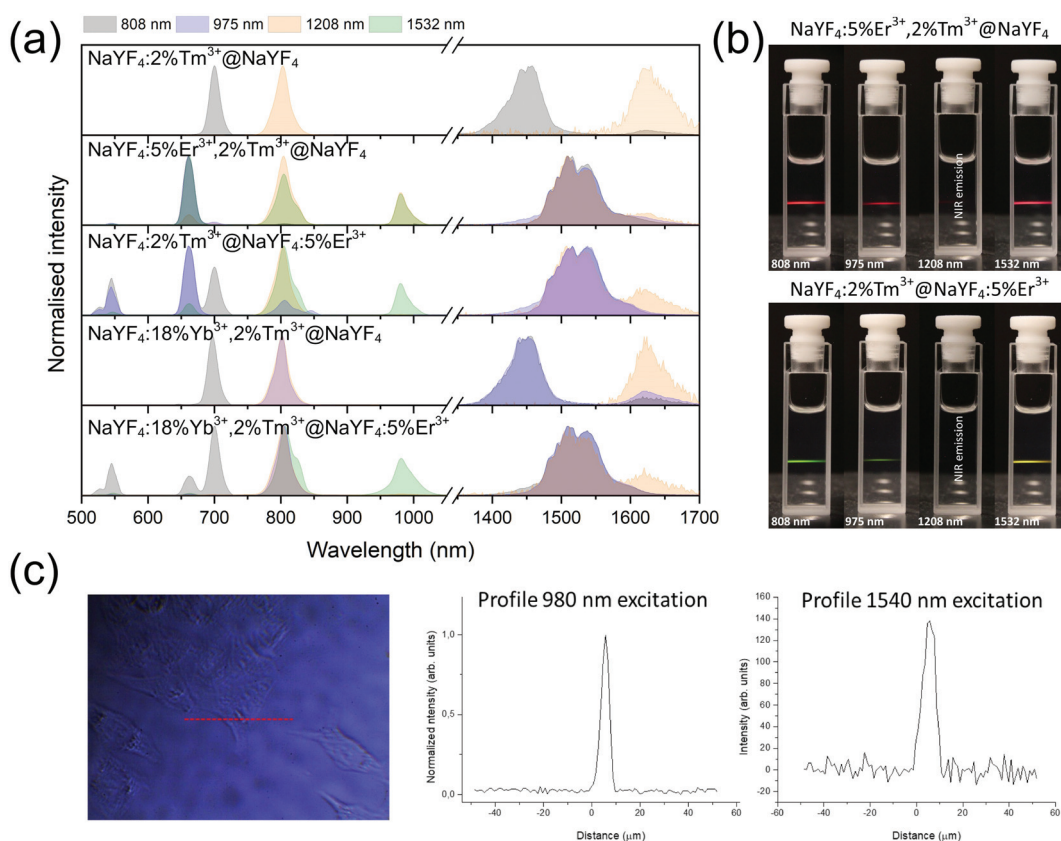 (a)
808 nm 975 nm 1208 nm 1532 nm
NaYF₄:2%Tm³⁺@NaYF₄
NaYF₄:5%Er³⁺,2%Tm³⁺@NaYF₄
NaYF₄:2%Tm³⁺@NaYF₄:5%Er³⁺
NaYF₄:18%Yb³⁺,2%Tm³⁺@NaYF₄
NaYF₄:18%Yb³⁺,2%Tm³⁺@NaYF₄:5%Er³⁺
Normalised intensity
500 600 700 800 900 1000 1400 1500 1600 1700
Wavelength (nm)
(b)
NaYF₄:5%Er³⁺,2%Tm³⁺@NaYF₄
NIR emission
808 nm 975 nm 1208 nm 1532 nm
NaYF₄:2%Tm³⁺@NaYF₄:5%Er³⁺
NIR emission
808 nm 975 nm 1208 nm 1532 nm
(c)
Profile 980 nm excitation
Normalized ntensity (arb. units)
1,0
0,5
0,0
-40 -20 0 20 40 60
Distance (µm)
Profile 1540 nm excitation
Intensity (arb. units)
160
140
120
100
80
60
40
20
0
-20
-60 -40 -20 0 20 40 60
Distance (µm)